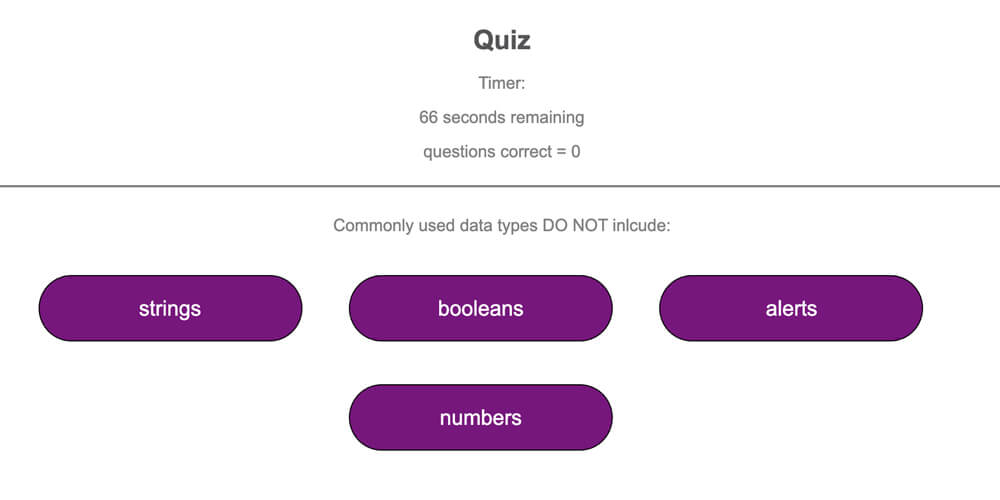 Quiz
Timer:
66 seconds remaining
questions correct = 0
Commonly used data types DO NOT inlcude:
strings
booleans
alerts
numbers